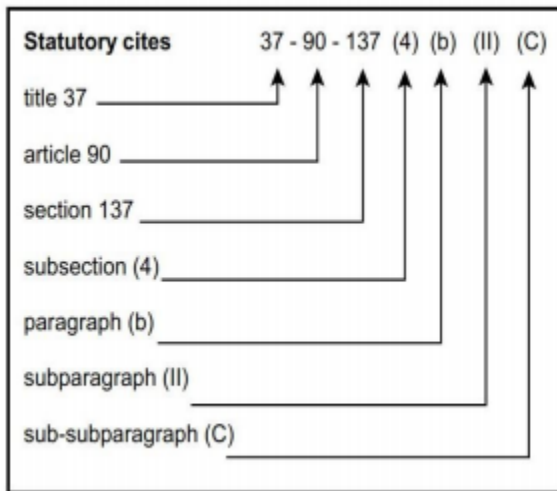 Statutory cites 37 - 90 - 137 (4) (b) (II) (C)
title 37
article 90
section 137
subsection (4)
paragraph (b)
subparagraph (II)
sub-subparagraph (C)